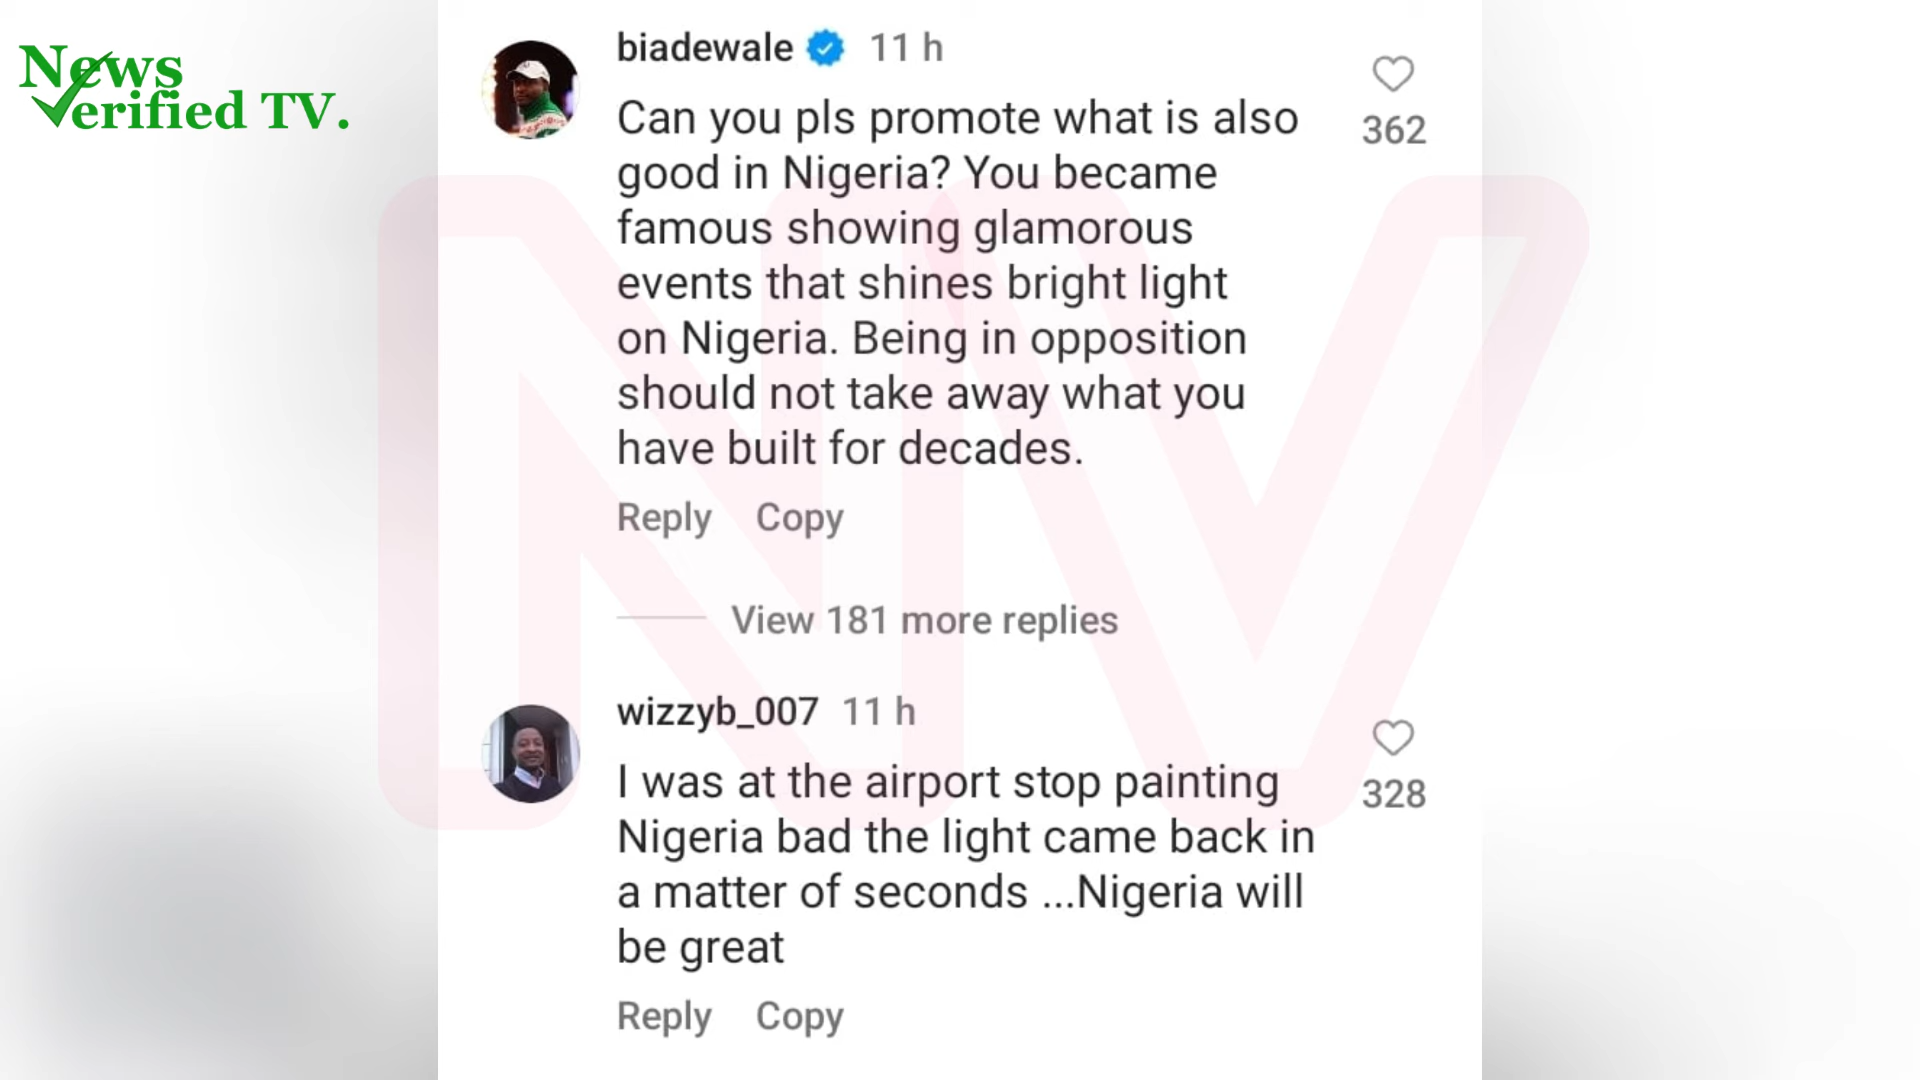 News
Verified TV.
biadewale 11 h
Can you pls promote what is also
good in Nigeria? You became
famous showing glamorous
events that shines bright light
on Nigeria. Being in opposition
should not take away what you
have built for decades.
362
Reply Copy
View 181 more replies
wizzyb_007 11 h
I was at the airport stop painting
Nigeria bad the light came back in
a matter of seconds ...Nigeria will
be great
328
Reply Copy
NV